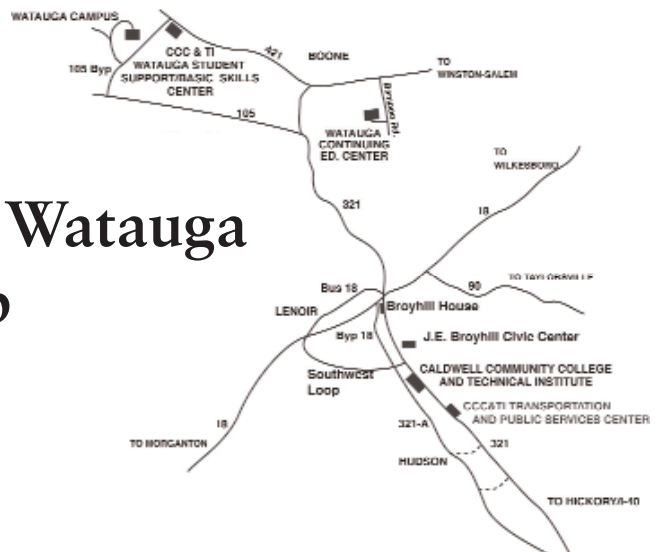 WATAUGA CAMPUS
CCC & TI
WATAUGA STUDENT
SUPPORT/BASIC SKILLS
CENTER
421
BOONE
TO
WINSTON-SALEM
105 Byp
105
WATAUGA
CONTINUING
ED. CENTER
Rd.
TO
WILKESBORO
321
18
Watauga
Bus 18
90
TO TAYLORSVILLE
LENOIR
Broyhill House
Byp 18
J.E. Broyhill Civic Center
Southwest
Loop
CALDWELL COMMUNITY COLLEGE
AND TECHNICAL INSTITUTE
CCC&TI TRANSPORTATION
AND PUBLIC SERVICES CENTER
18
321-A
321
TO MORGANTON
HUDSON
TO HICKORY/I-40